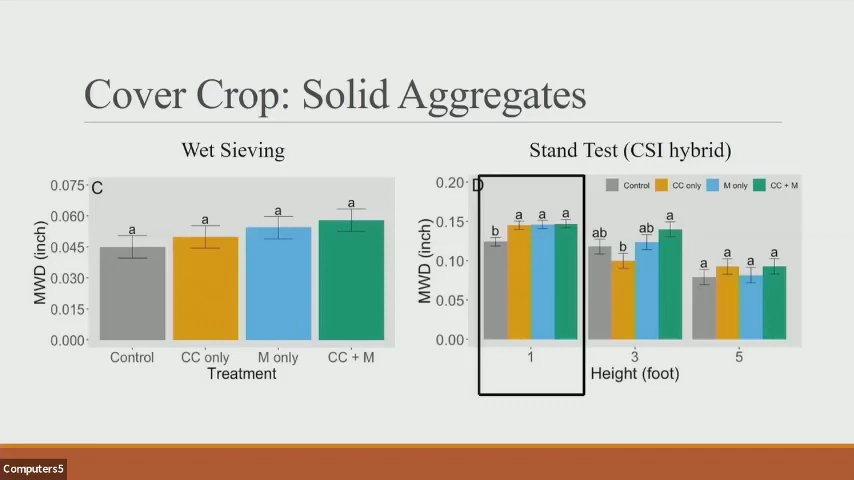 Cover Crop: Solid Aggregates
Wet Sieving
C
MWD (inch)
0.075
0.060
0.045
0.030
0.015
0.000
a
a
a
a
Control
CC only
M only
CC + M
Treatment
Stand Test (CSI hybrid)
D
Control
CC only
M only
CC + M
MWD (inch)
0.20
0.15
0.10
0.05
0.00
b
a
a
a
ab
b
ab
a
a
a
a
a
1
3
5
Height (foot)
Computers5